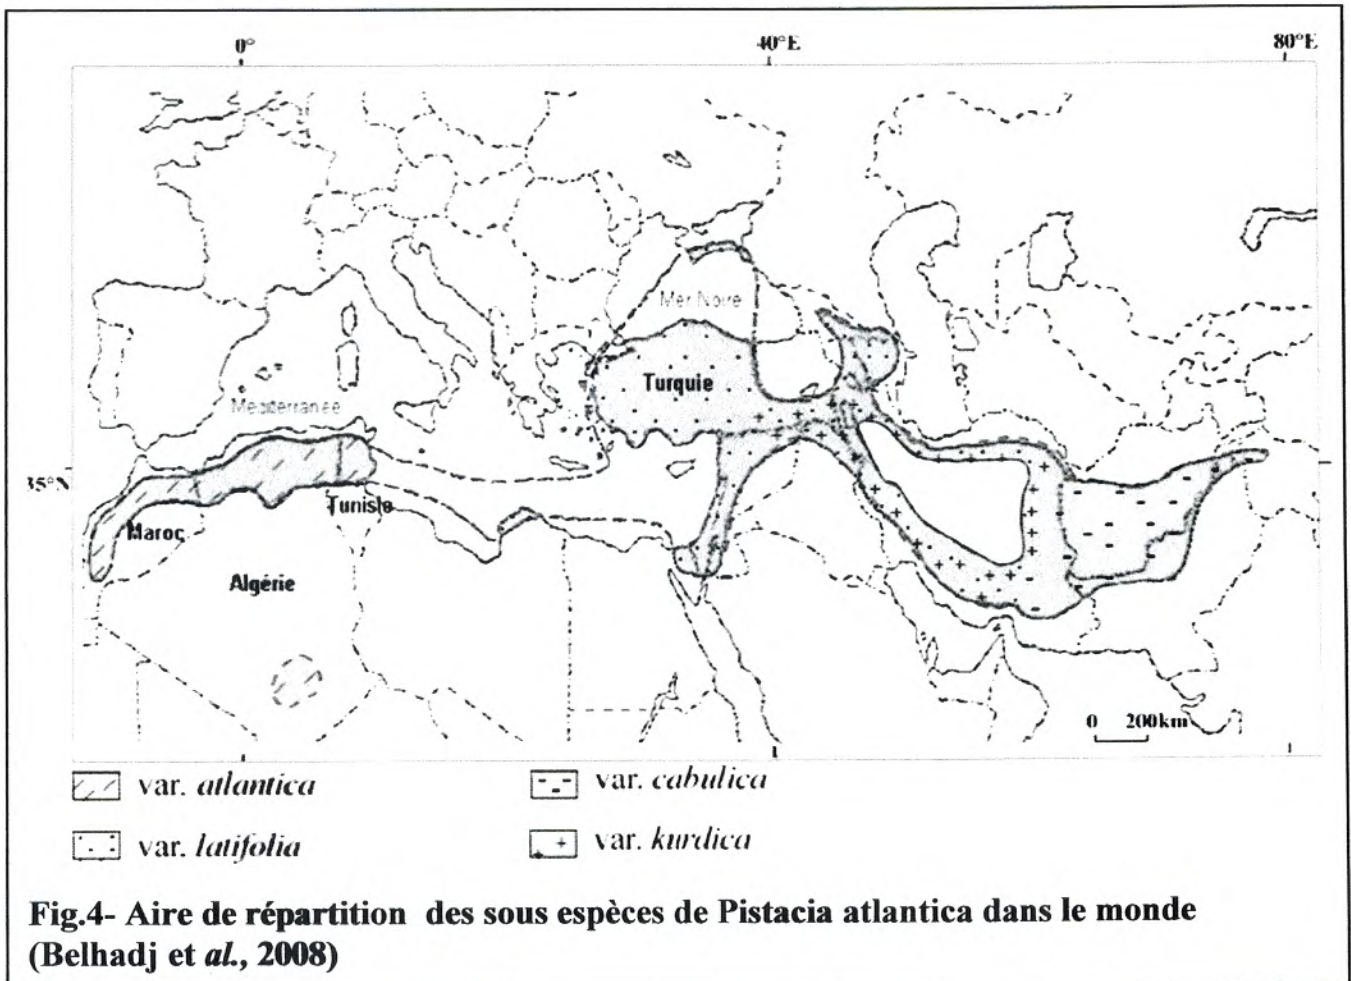 0° 40°E 80°E
Mer Noire
Turquie
Mediterranée
35°N
Tunisie
Maroc
Algérie
0 200km
var. atlantica var. cabulica
var. latifolia var. kurdica
Fig.4- Aire de répartition des sous espèces de Pistacia atlantica dans le monde
(Belhadj et al., 2008)